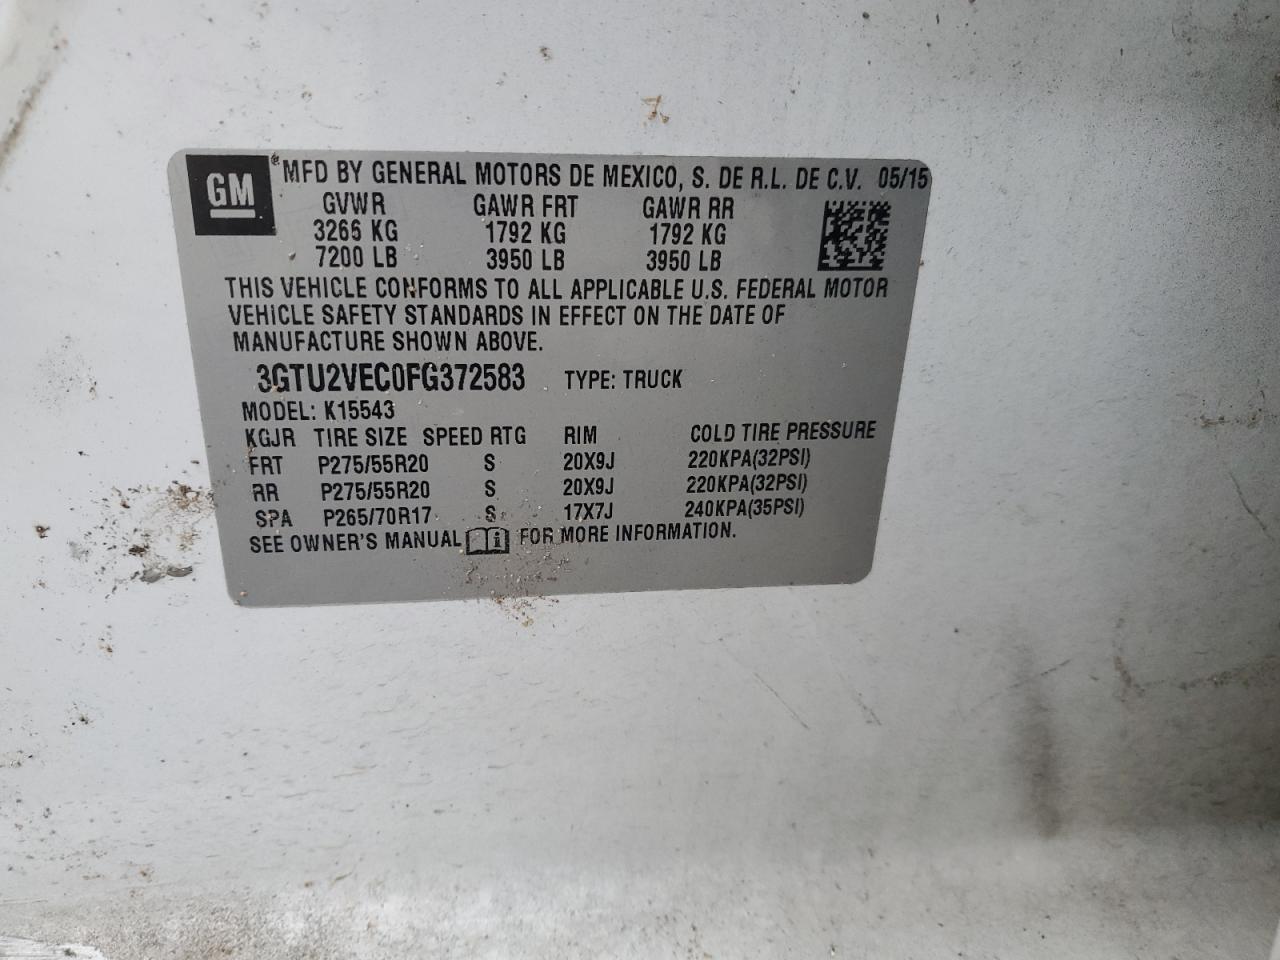 GM
MFD BY GENERAL MOTORS DE MEXICO, S. DE R.L. DE C.V. 05/15
GVWR GAWR FRT GAWR RR
3266 KG 1792 KG 1792 KG
7200 LB 3950 LB 3950 LB
THIS VEHICLE CONFORMS TO ALL APPLICABLE U.S. FEDERAL MOTOR
VEHICLE SAFETY STANDARDS IN EFFECT ON THE DATE OF
MANUFACTURE SHOWN ABOVE.
3GTU2VEC0FG372583 TYPE: TRUCK
MODEL: K15543
KGJR TIRE SIZE SPEED RTG RIM COLD TIRE PRESSURE
FRT P275/55R20 S 20X9J 220KPA(32PSI)
RR P275/55R20 S 20X9J 220KPA(32PSI)
SPA P265/70R17 S 17X7J 240KPA(35PSI)
SEE OWNER'S MANUAL i FOR MORE INFORMATION.